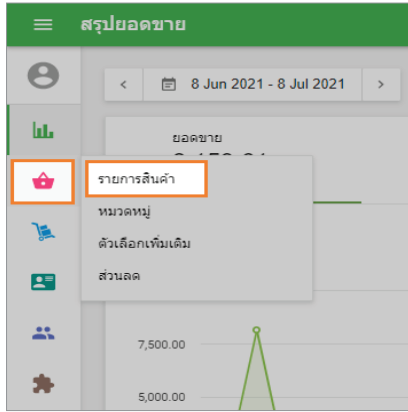 สรุปยอดขาย
8 Jun 2021 - 8 Jul 2021
ยอดขาย
รายการสินค้า
หมวดหมู่
ตัวเลือกเพิ่มเติม
ส่วนลด
7,500.00
5,000.00